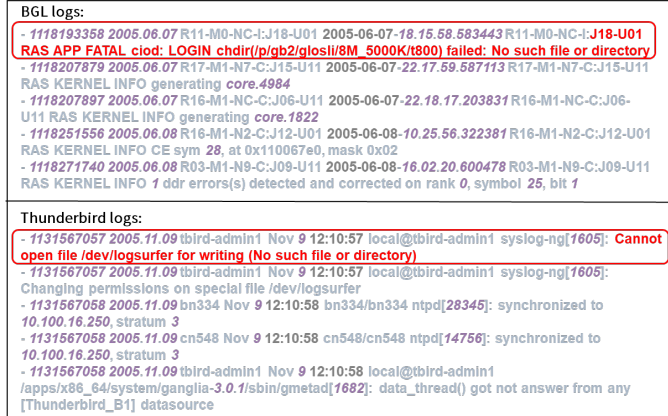 BGL logs:
- 1118193358 2005.06.07 R11-M0-NC-I:J18-U01 2005-06-07-18.15.58.583443 R11-M0-NC-I:J18-U01
RAS APP FATAL ciod: LOGIN chdir(/p/gb2/glosli/8M_5000K/t800) failed: No such file or directory
- 1118207879 2005.06.07 R17-M1-N7-C:J15-U11 2005-06-07-22.17.59.587113 R17-M1-N7-C:J15-U11
RAS KERNEL INFO generating core.4984
- 1118207897 2005.06.07 R16-M1-NC-C:J06-U11 2005-06-07-22.18.17.203831 R16-M1-NC-C:J06-
U11 RAS KERNEL INFO generating core.1822
- 1118251556 2005.06.08 R16-M1-N2-C:J12-U01 2005-06-08-10.25.56.322381 R16-M1-N2-C:J12-U01
RAS KERNEL INFO CE sym 28, at 0x110067e0, mask 0x02
- 1118271740 2005.06.08 R03-M1-N9-C:J09-U11 2005-06-08-16.02.20.600478 R03-M1-N9-C:J09-U11
RAS KERNEL INFO 1 ddr errors(s) detected and corrected on rank 0, symbol 25, bit 1
Thunderbird logs:
- 1131567057 2005.11.09 tbird-admin1 Nov 9 12:10:57 local@tbird-admin1 syslog-ng[1605]: Cannot
open file /dev/logsurfer for writing (No such file or directory)
- 1131567057 2005.11.09 tbird-admin1 Nov 9 12:10:57 local@tbird-admin1 syslog-ng[1605]:
Changing permissions on special file /dev/logsurfer
- 1131567058 2005.11.09 bn334 Nov 9 12:10:58 bn334/bn334 ntpd[28345]: synchronized to
10.100.16.250, stratum 3
- 1131567058 2005.11.09 cn548 Nov 9 12:10:58 cn548/cn548 ntpd[14756]: synchronized to
10.100.16.250, stratum 3
- 1131567058 2005.11.09 tbird-admin1 Nov 9 12:10:58 local@tbird-admin1
/apps/x86_64/system/ganglia-3.0.1/sbin/gmetad[1682]: data_thread() got not answer from any
[Thunderbird_B1] datasource